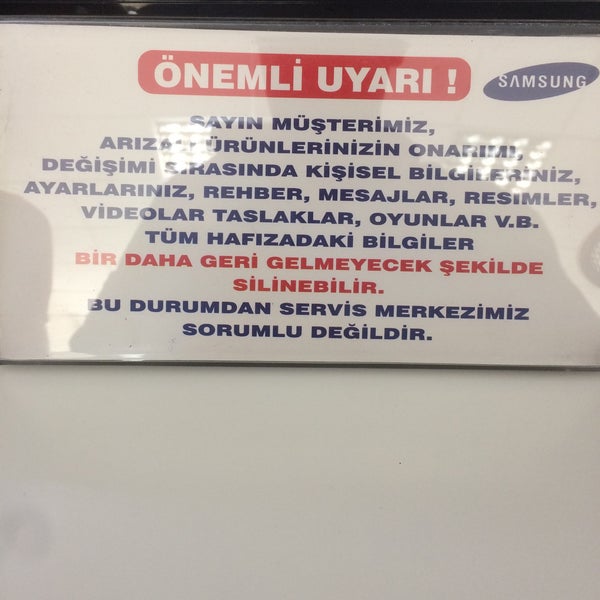 ÖNEMLİ UYARI !
SAMSUNG
SAYIN MÜŞTERİMİZ,
ARIZALI ÜRÜNLERİNİZİN ONARIMI,
DEĞİŞİMİ SIRASINDA KİŞİSEL BİLGİLERİNİZ,
AYARLARINIZ, REHBER, MESAJLAR, RESİMLER,
VİDEOLAR TASLAKLAR, OYUNLAR V.B.
TÜM HAFIZADAKİ BİLGİLER
BİR DAHA GERİ GELMEYECEK ŞEKİLDE
SİLİNEBİLİR.
BU DURUMDAN SERVİS MERKEZİMİZ
SORUMLU DEĞİLDİR.